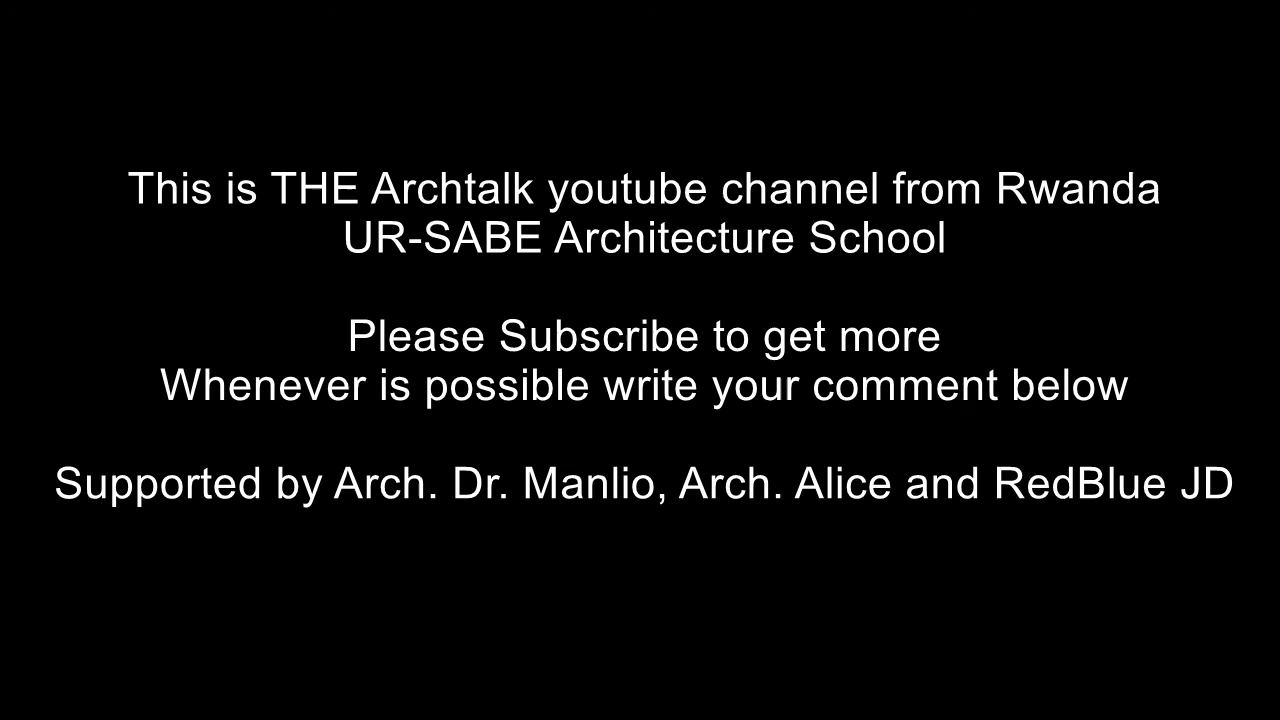 This is THE Archtalk youtube channel from Rwanda
UR-SABE Architecture School
Please Subscribe to get more
Whenever is possible write your comment below
Supported by Arch. Dr. Manlio, Arch. Alice and RedBlue JD